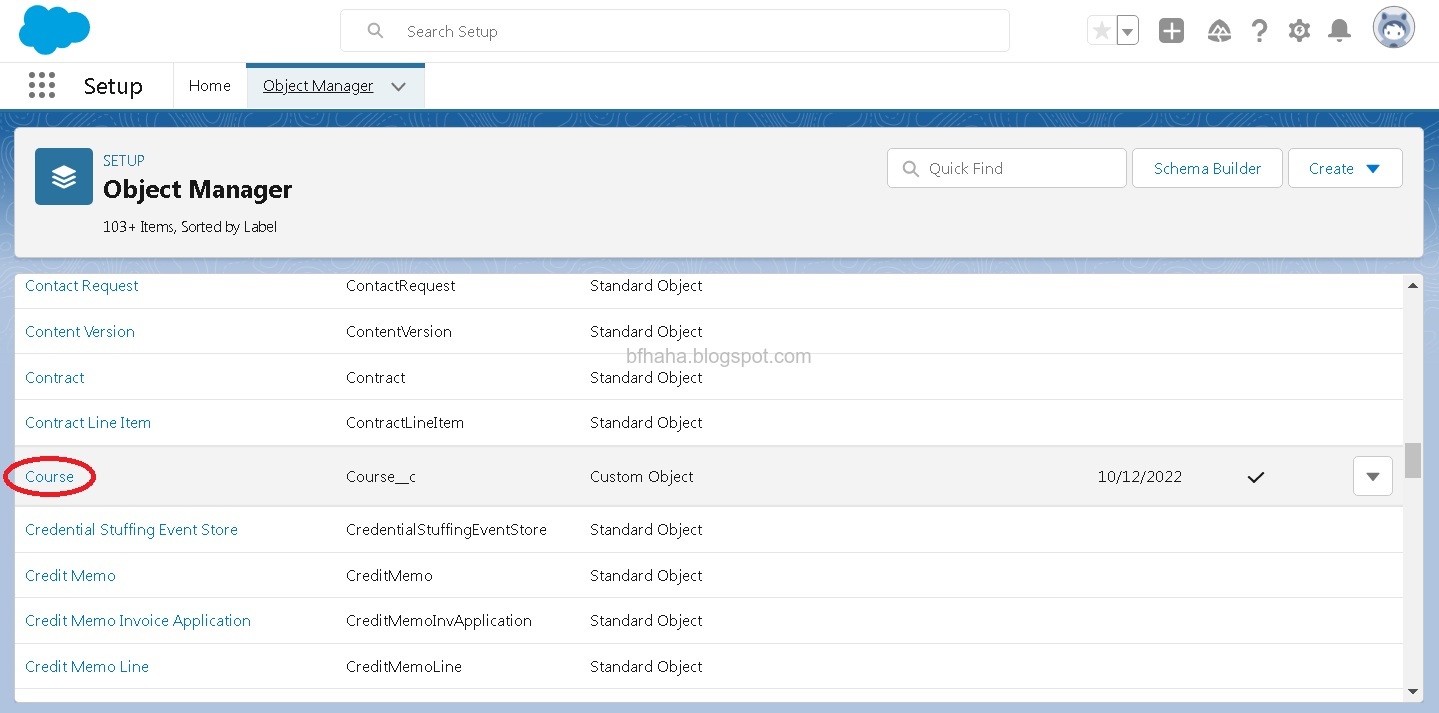 Search Setup
Setup Home Object Manager
SETUP
Object Manager
103+ Items, Sorted by Label
Quick Find Schema Builder Create
Contact Request ContactRequest Standard Object
Content Version ContentVersion Standard Object
bfhaha.blogspot.com
Contract Contract Standard Object
Contract Line Item ContractLineItem Standard Object
Course Course__c Custom Object 10/12/2022
Credential Stuffing Event Store CredentialStuffingEventStore Standard Object
Credit Memo CreditMemo Standard Object
Credit Memo Invoice Application CreditMemoInvApplication Standard Object
Credit Memo Line CreditMemoLine Standard Object